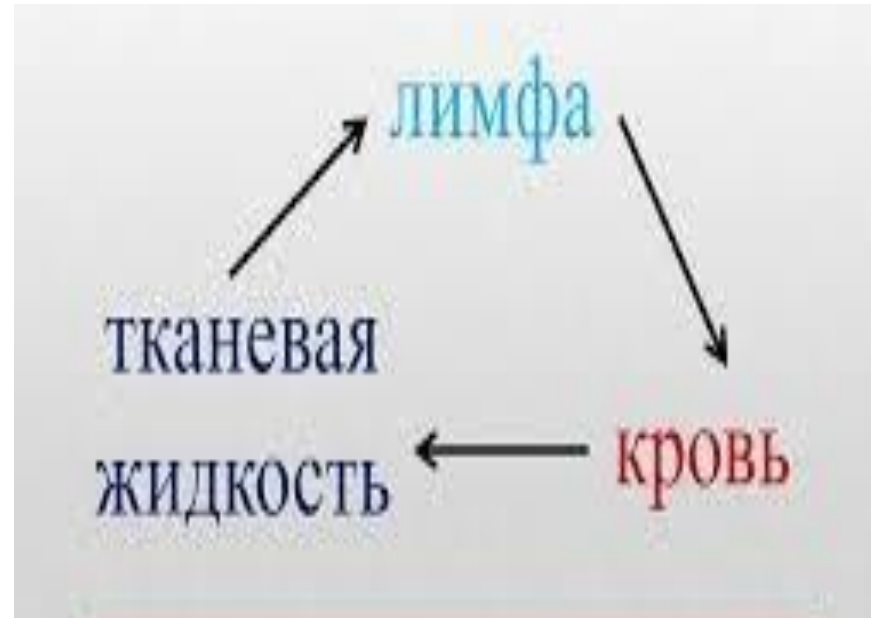 лимфа
тканевая
жидкость
кровь